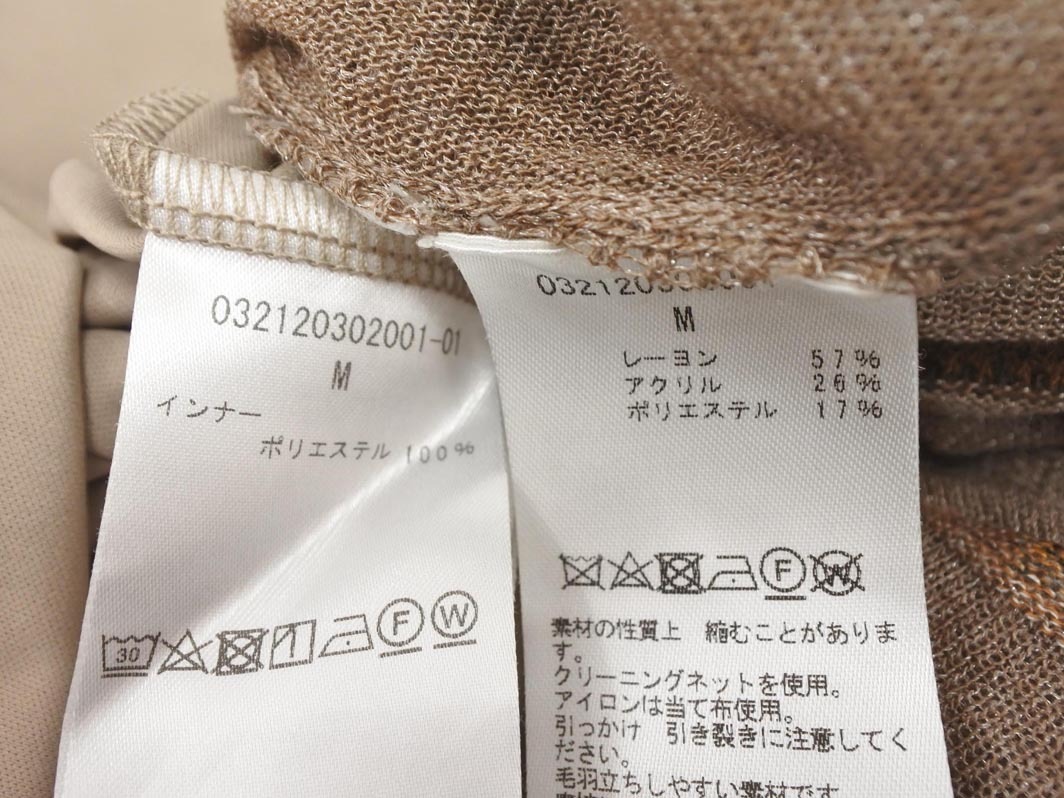 032120302001-01
M
インナー
ポリエステル 100%
30
F W
M
レーヨン 57%
アクリル 26%
ポリエステル 17%
F W
素材の性質上 縮むことがありま
す。
クリーニングネットを使用。
アイロンは当て布使用。
引っかけ 引き裂きに注意してく
ださい。
毛羽立ちしやすい素材です